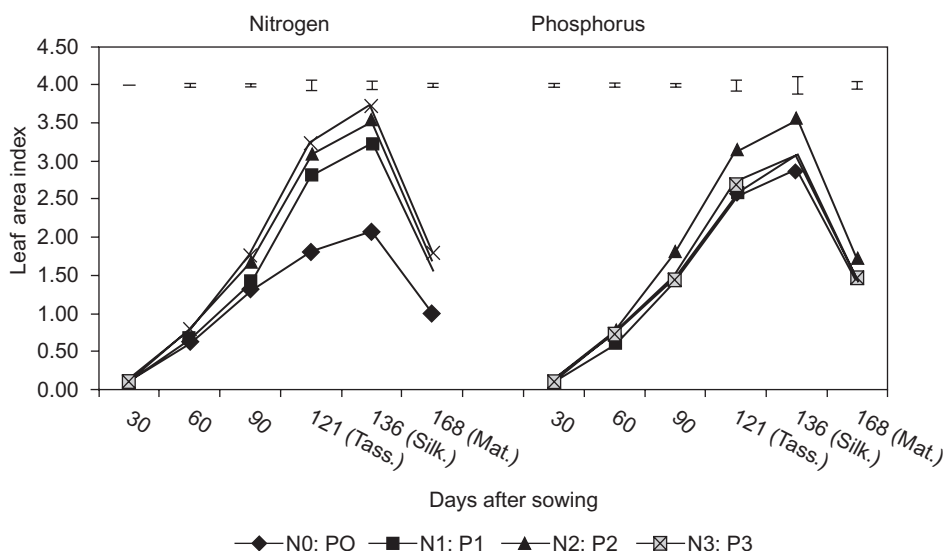 Nitrogen Phosphorus
4.50
4.00
3.50
3.00
2.50
2.00
1.50
1.00
0.50
0.00
Leaf area index
30 60 90 121 (Tass.) 136 (Silk.) 168 (Mat.) 30 60 90 121 (Tass.) 136 (Silk.) 168 (Mat.)
Days after sowing
N0: PO N1: P1 N2: P2 N3: P3